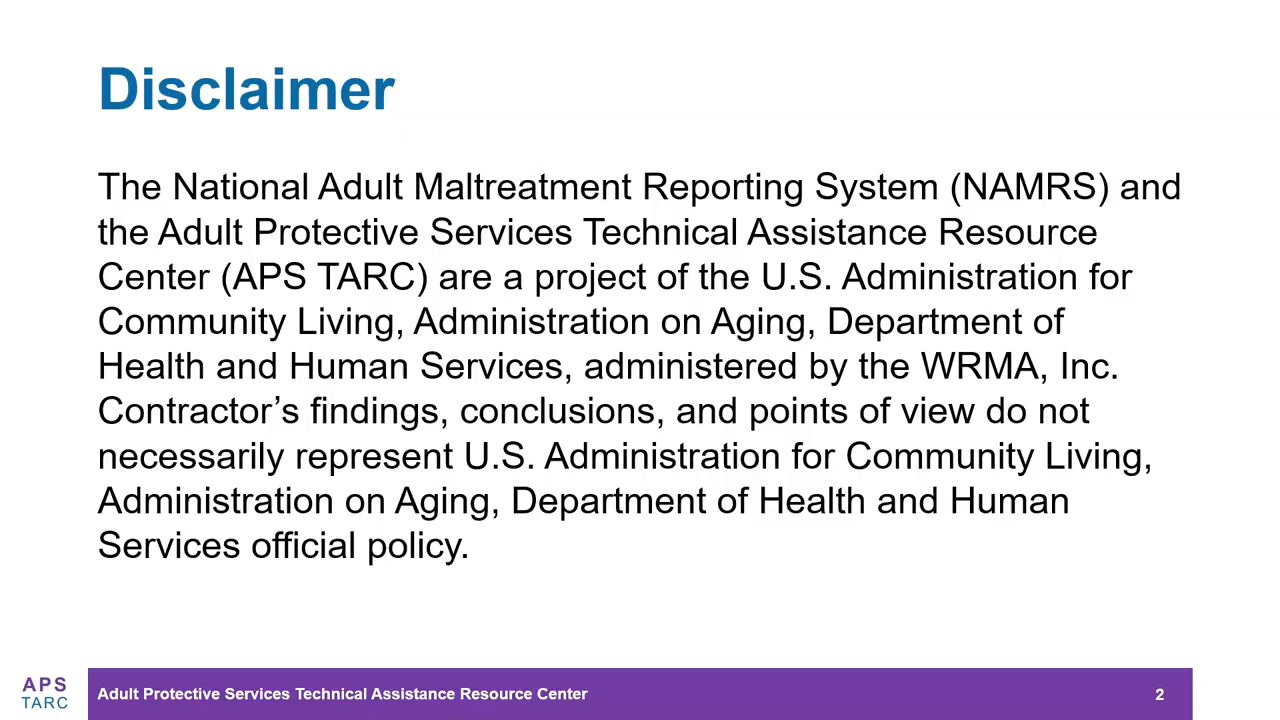 Disclaimer
The National Adult Maltreatment Reporting System (NAMRS) and
the Adult Protective Services Technical Assistance Resource
Center (APS TARC) are a project of the U.S. Administration for
Community Living, Administration on Aging, Department of
Health and Human Services, administered by the WRMA, Inc.
Contractor’s findings, conclusions, and points of view do not
necessarily represent U.S. Administration for Community Living,
Administration on Aging, Department of Health and Human
Services official policy.
APS
TARC
Adult Protective Services Technical Assistance Resource Center
2